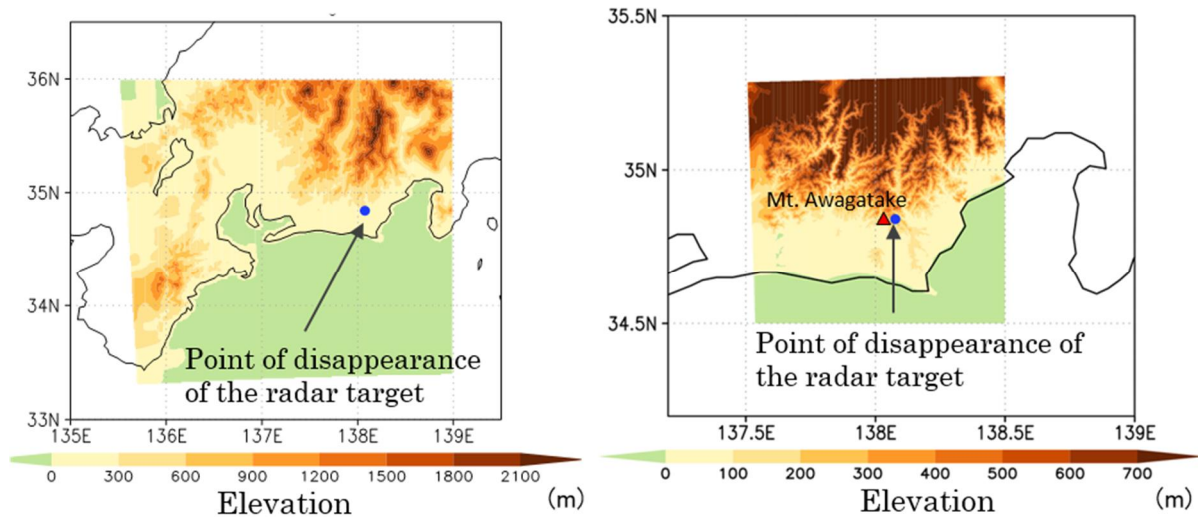 36N
35N
34N
33N
135E 136E 137E 138E 139E
Point of disappearance
of the radar target
0 300 600 900 1200 1500 1800 2100
Elevation (m)
35.5N
35N
34.5N
137.5E 138E 138.5E 139E
Mt. Awagatake
Point of disappearance of
the radar target
0 100 200 300 400 500 600 700
Elevation (m)